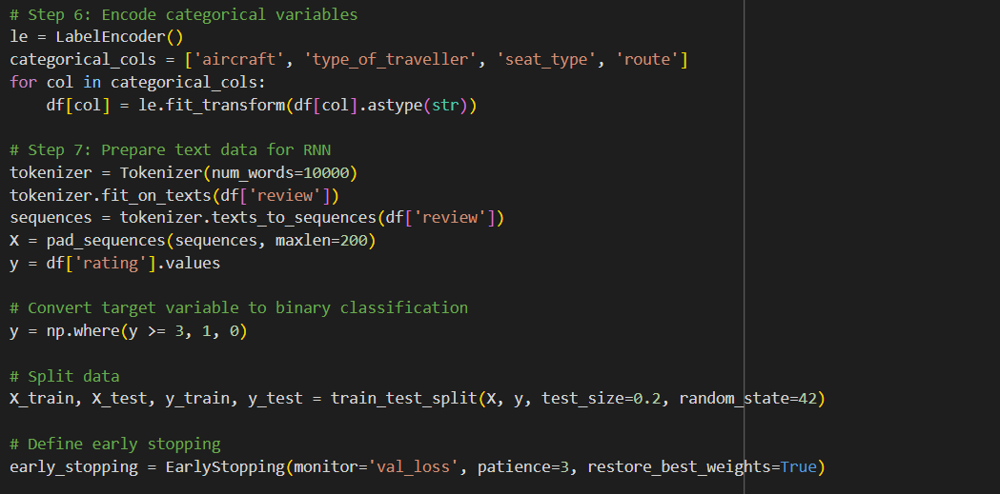 # Step 6: Encode categorical variables
le = LabelEncoder()
categorical_cols = ['aircraft', 'type_of_traveller', 'seat_type', 'route']
for col in categorical_cols:
    df[col] = le.fit_transform(df[col].astype(str))
# Step 7: Prepare text data for RNN
tokenizer = Tokenizer(num_words=10000)
tokenizer.fit_on_texts(df['review'])
sequences = tokenizer.texts_to_sequences(df['review'])
X = pad_sequences(sequences, maxlen=200)
y = df['rating'].values
# Convert target variable to binary classification
y = np.where(y >= 3, 1, 0)
# Split data
X_train, X_test, y_train, y_test = train_test_split(X, y, test_size=0.2, random_state=42)
# Define early stopping
early_stopping = EarlyStopping(monitor='val_loss', patience=3, restore_best_weights=True)